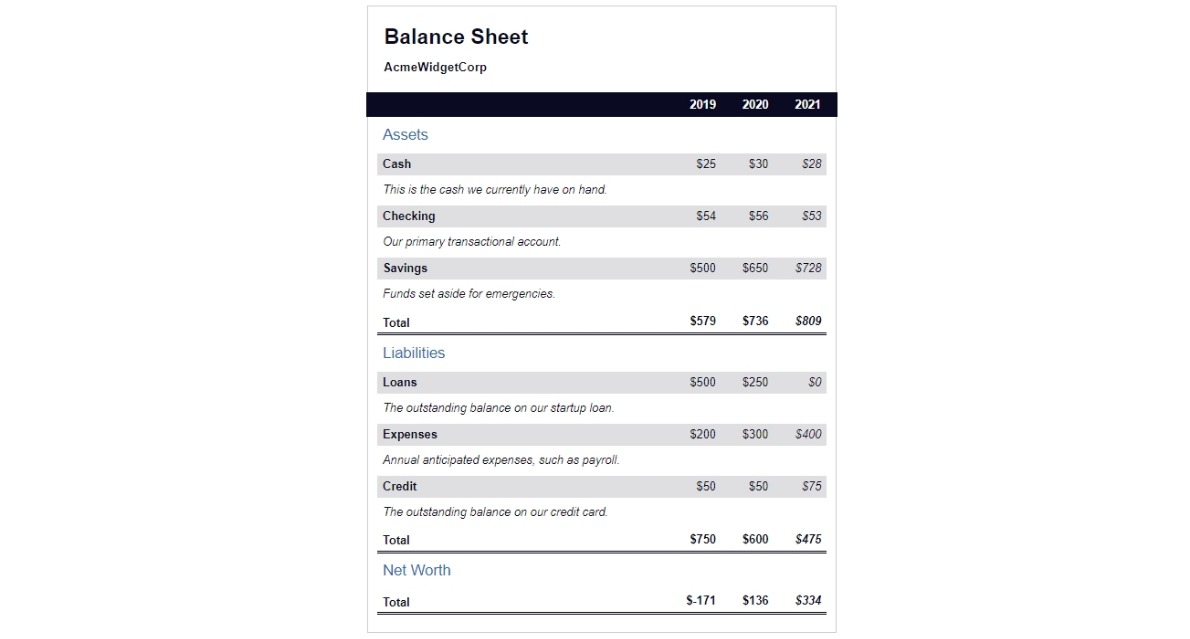 Balance Sheet
AcmeWidgetCorp
2019 2020 2021
Assets
Cash $25 $30 $28
This is the cash we currently have on hand.
Checking $54 $56 $53
Our primary transactional account.
Savings $500 $650 $728
Funds set aside for emergencies.
Total $579 $736 $809
Liabilities
Loans $500 $250 $0
The outstanding balance on our startup loan.
Expenses $200 $300 $400
Annual anticipated expenses, such as payroll.
Credit $50 $50 $75
The outstanding balance on our credit card.
Total $750 $600 $475
Net Worth
Total $-171 $136 $334